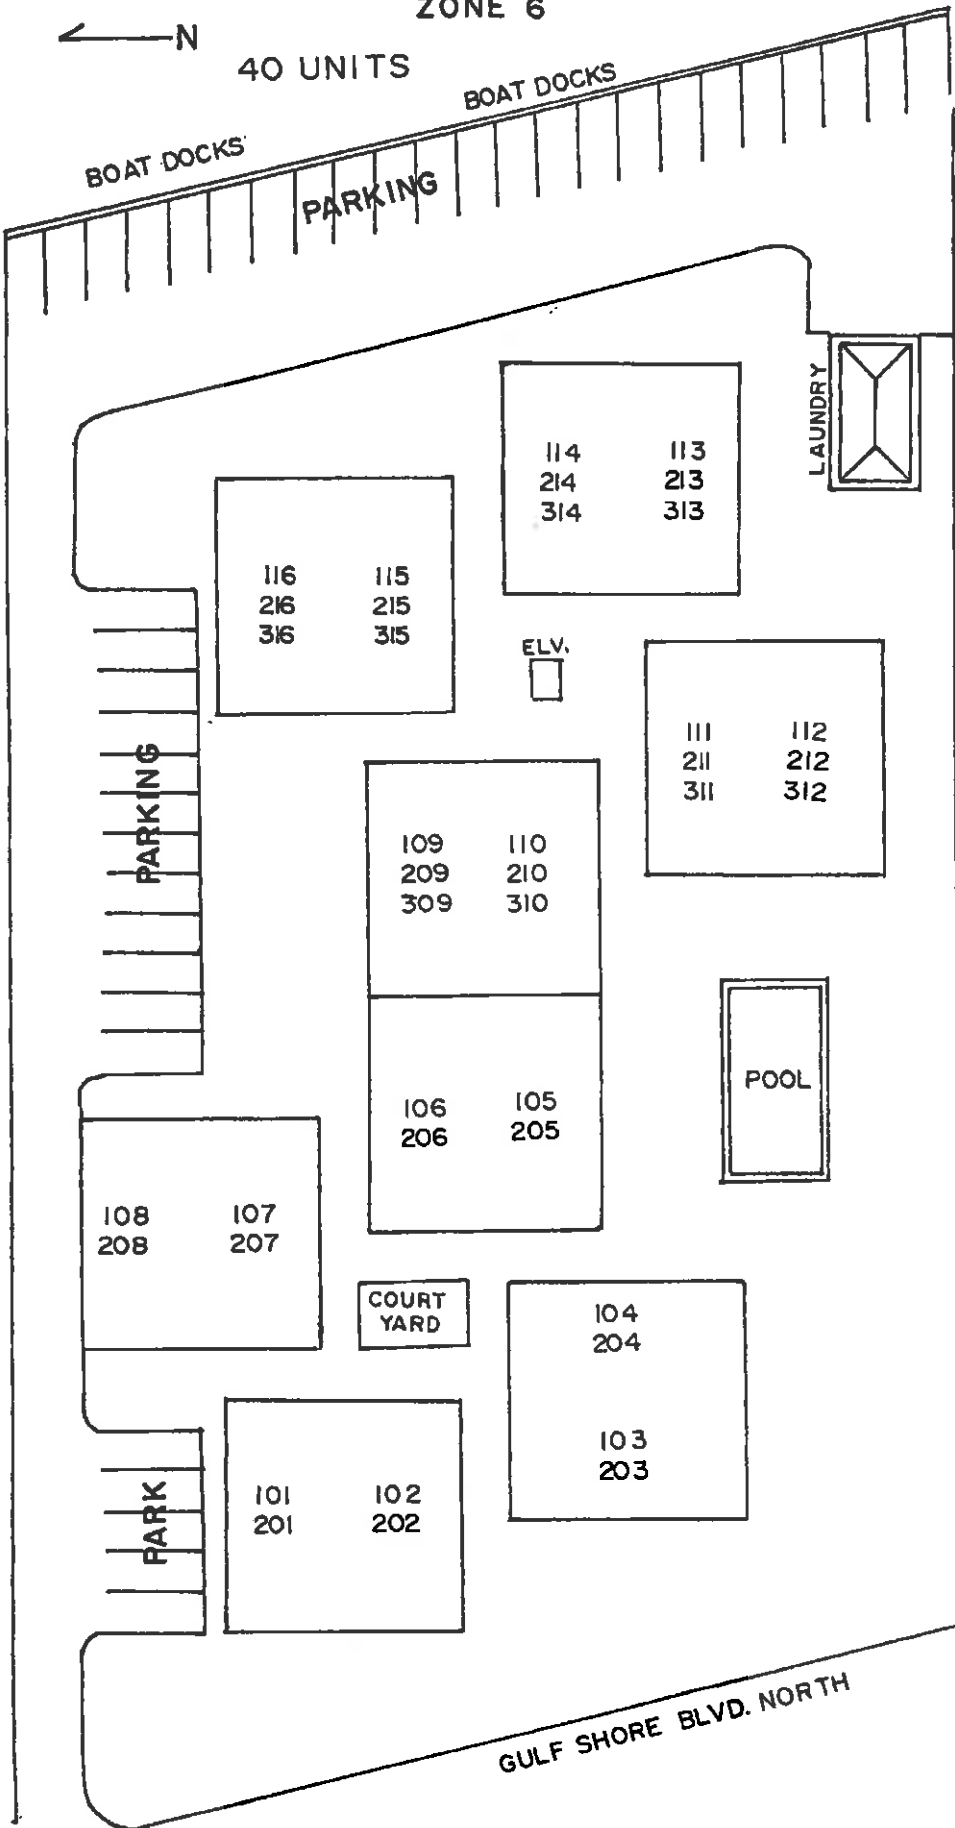 ZONE 6
N
40 UNITS
BOAT DOCKS
BOAT DOCKS
PARKING
LAUNDRY
114 113
214 213
314 313
116 115
216 215
316 315
ELV.
111 112
211 212
311 312
PARKING
109 110
209 210
309 310
POOL
106 105
206 205
108 107
208 207
COURT
YARD
104
204
103
203
101 102
201 202
PARK
GULF SHORE BLVD. NORTH